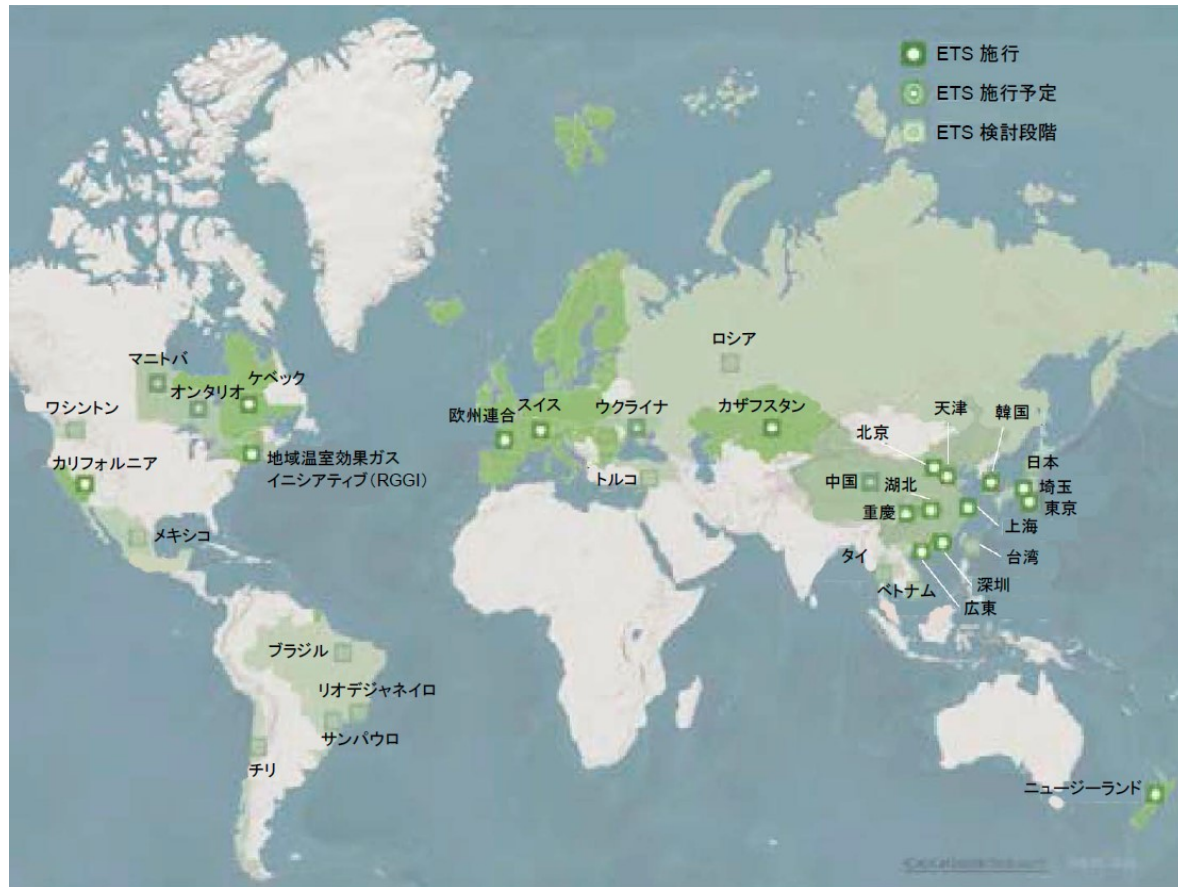 ETS 施行
ETS 施行予定
ETS 検討段階
マニトバ
オンタリオ
ケベック
ワシントン
カリフォルニア
地域温室効果ガス
イニシアティブ（RGGI）
メキシコ
ブラジル
リオデジャネイロ
サンパウロ
チリ
欧州連合
スイス
ウクライナ
トルコ
ロシア
カザフスタン
北京
天津
韓国
日本
埼玉
東京
中国
湖北
重慶
上海
台湾
タイ
ベトナム
深圳
広東
ニュージーランド